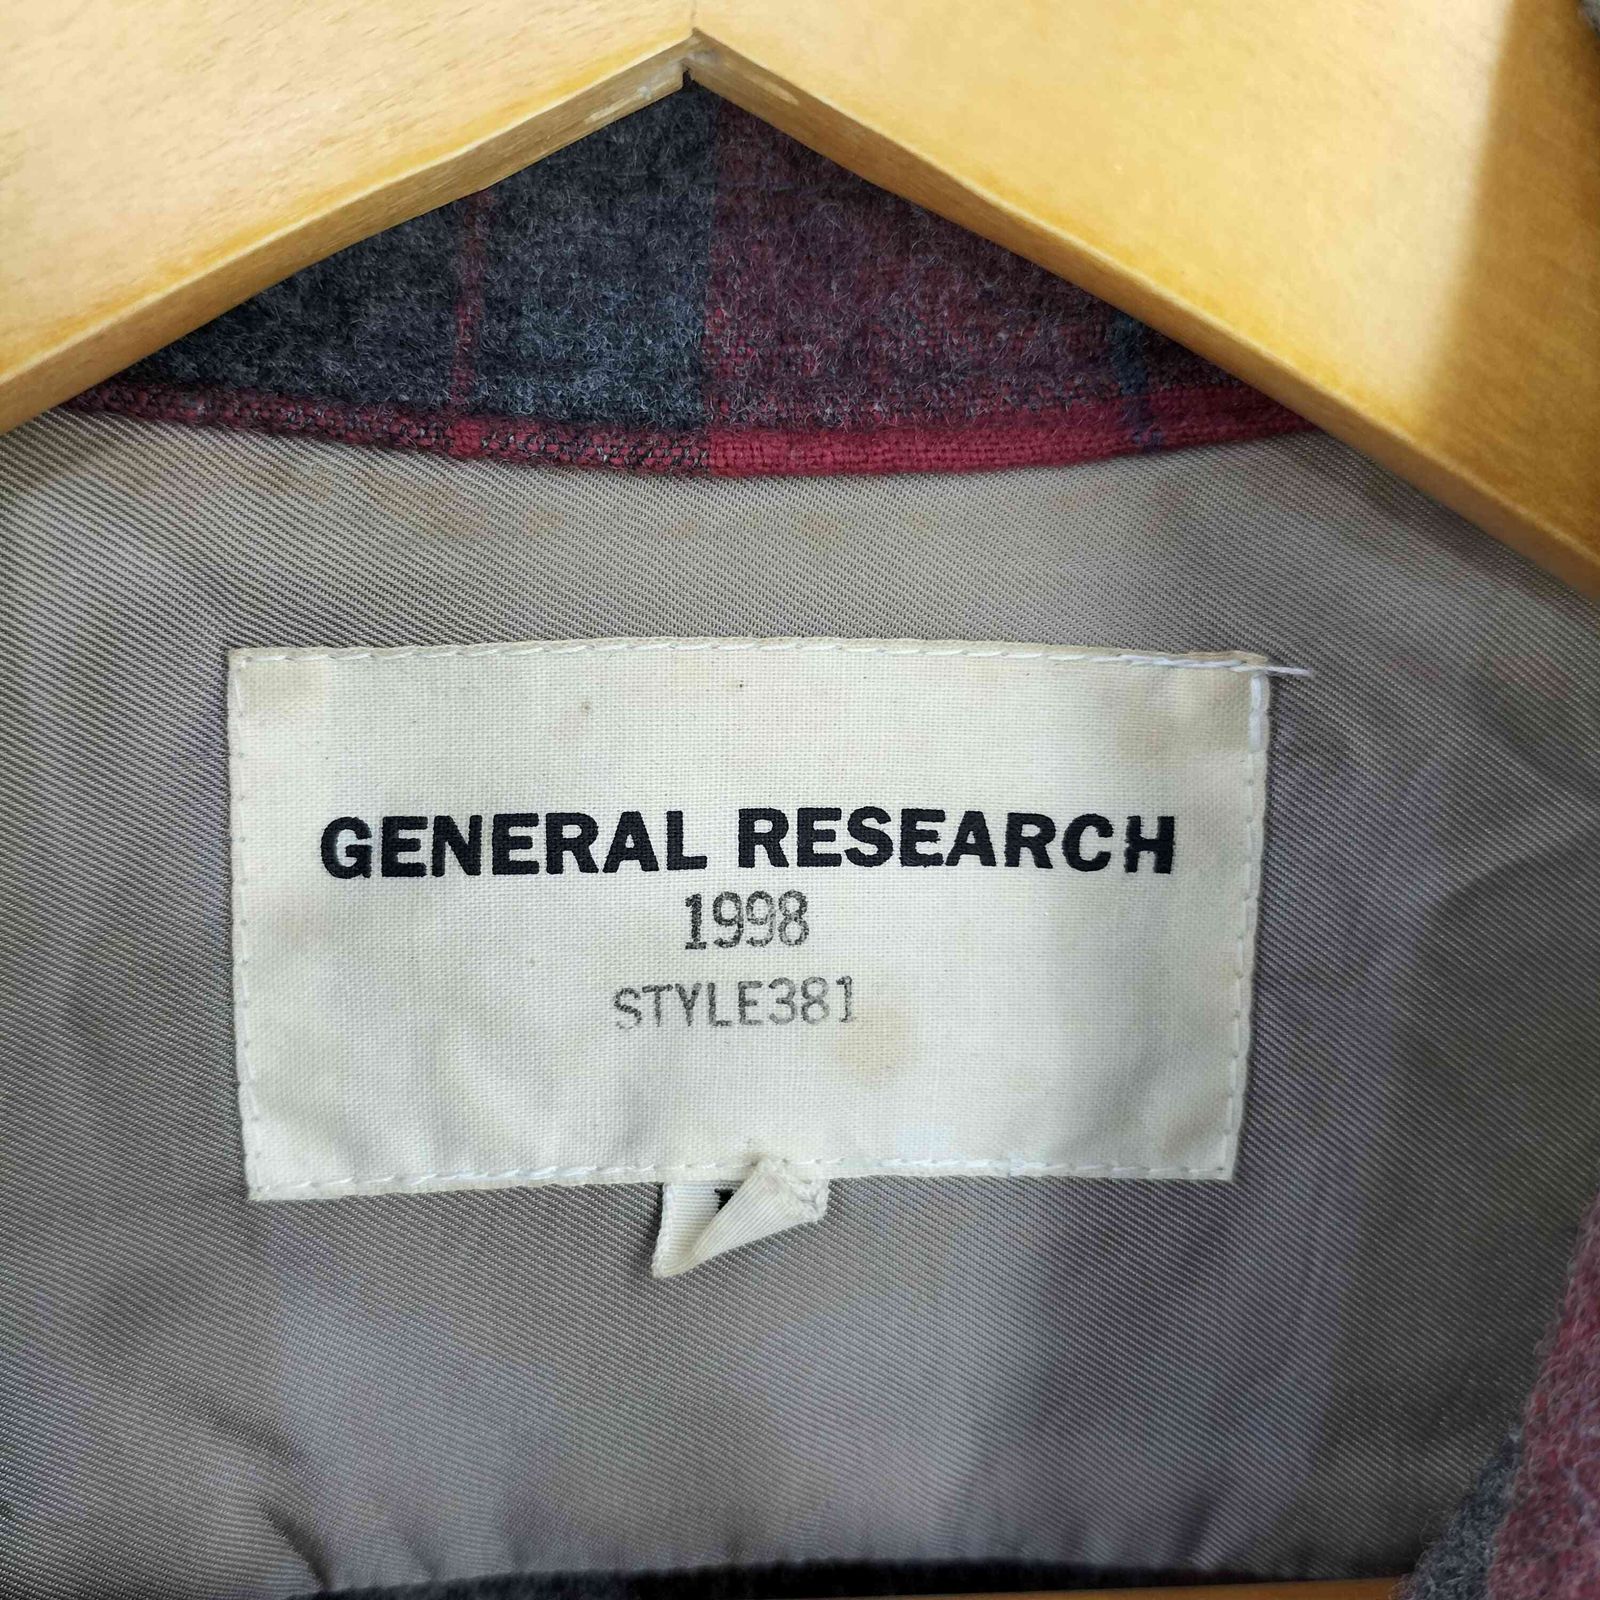 GENERAL RESEARCH
1998
STYLE381